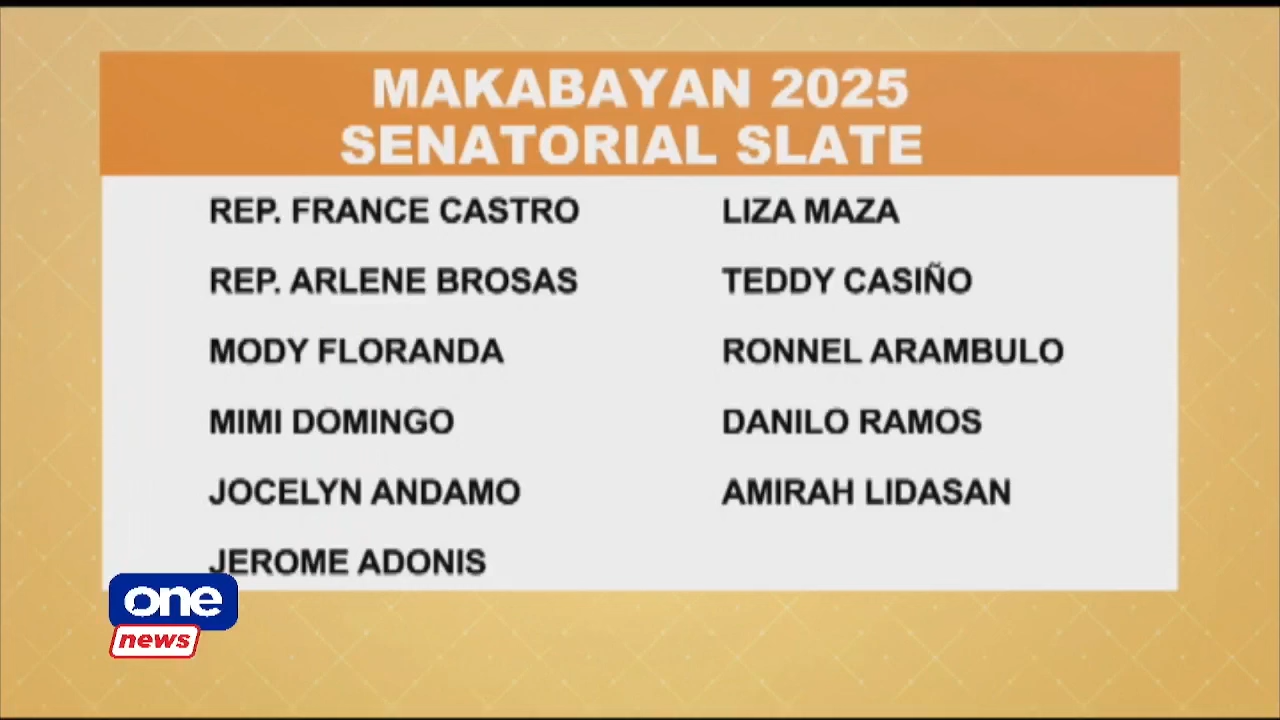 MAKABAYAN 2025
SENATORIAL SLATE
REP. FRANCE CASTRO
REP. ARLENE BROSAS
MODY FLORANDA
MIMI DOMINGO
JOCELYN ANDAMO
JEROME ADONIS
LIZA MAZA
TEDDY CASIÑO
RONNEL ARAMBULO
DANILO RAMOS
AMIRAH LIDASAN
one
news